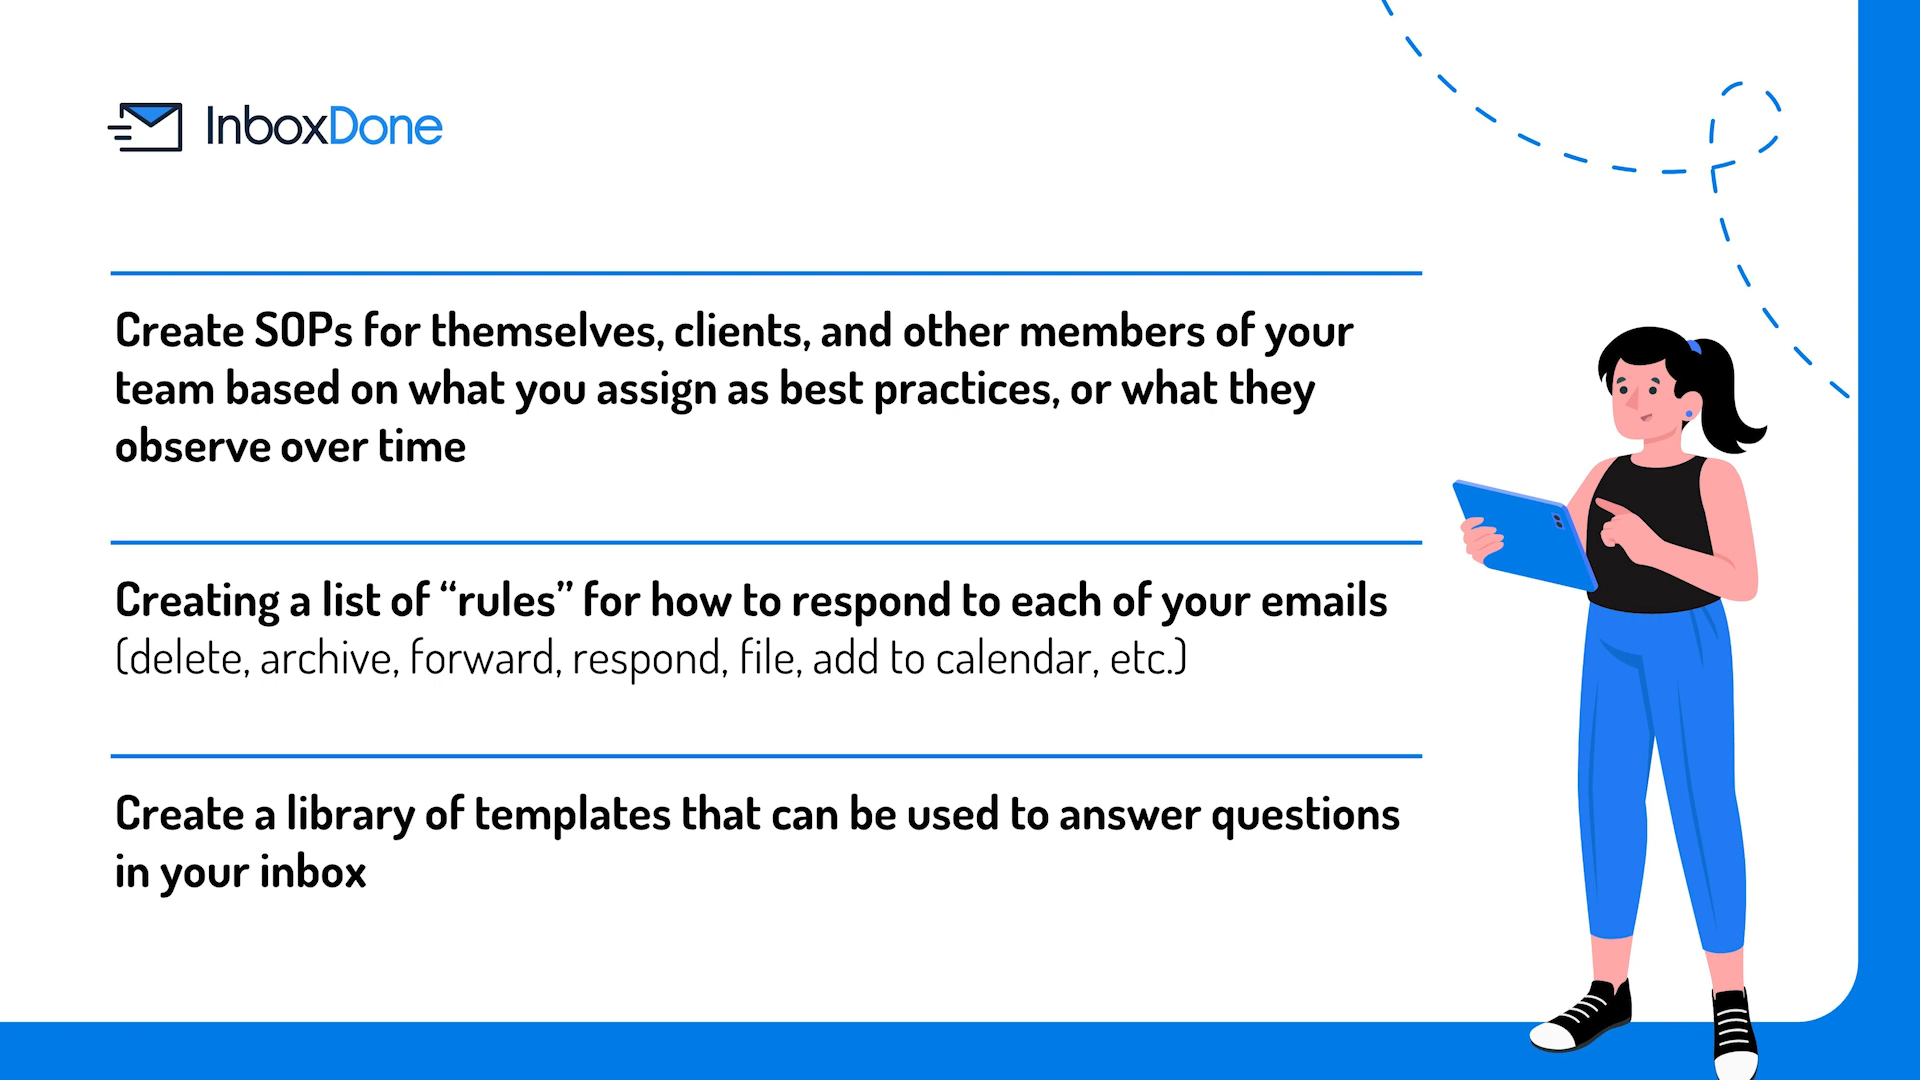 InboxDone
Create SOPs for themselves, clients, and other members of your
team based on what you assign as best practices, or what they
observe over time
Creating a list of “rules” for how to respond to each of your emails
(delete, archive, forward, respond, file, add to calendar, etc.)
Create a library of templates that can be used to answer questions
in your inbox